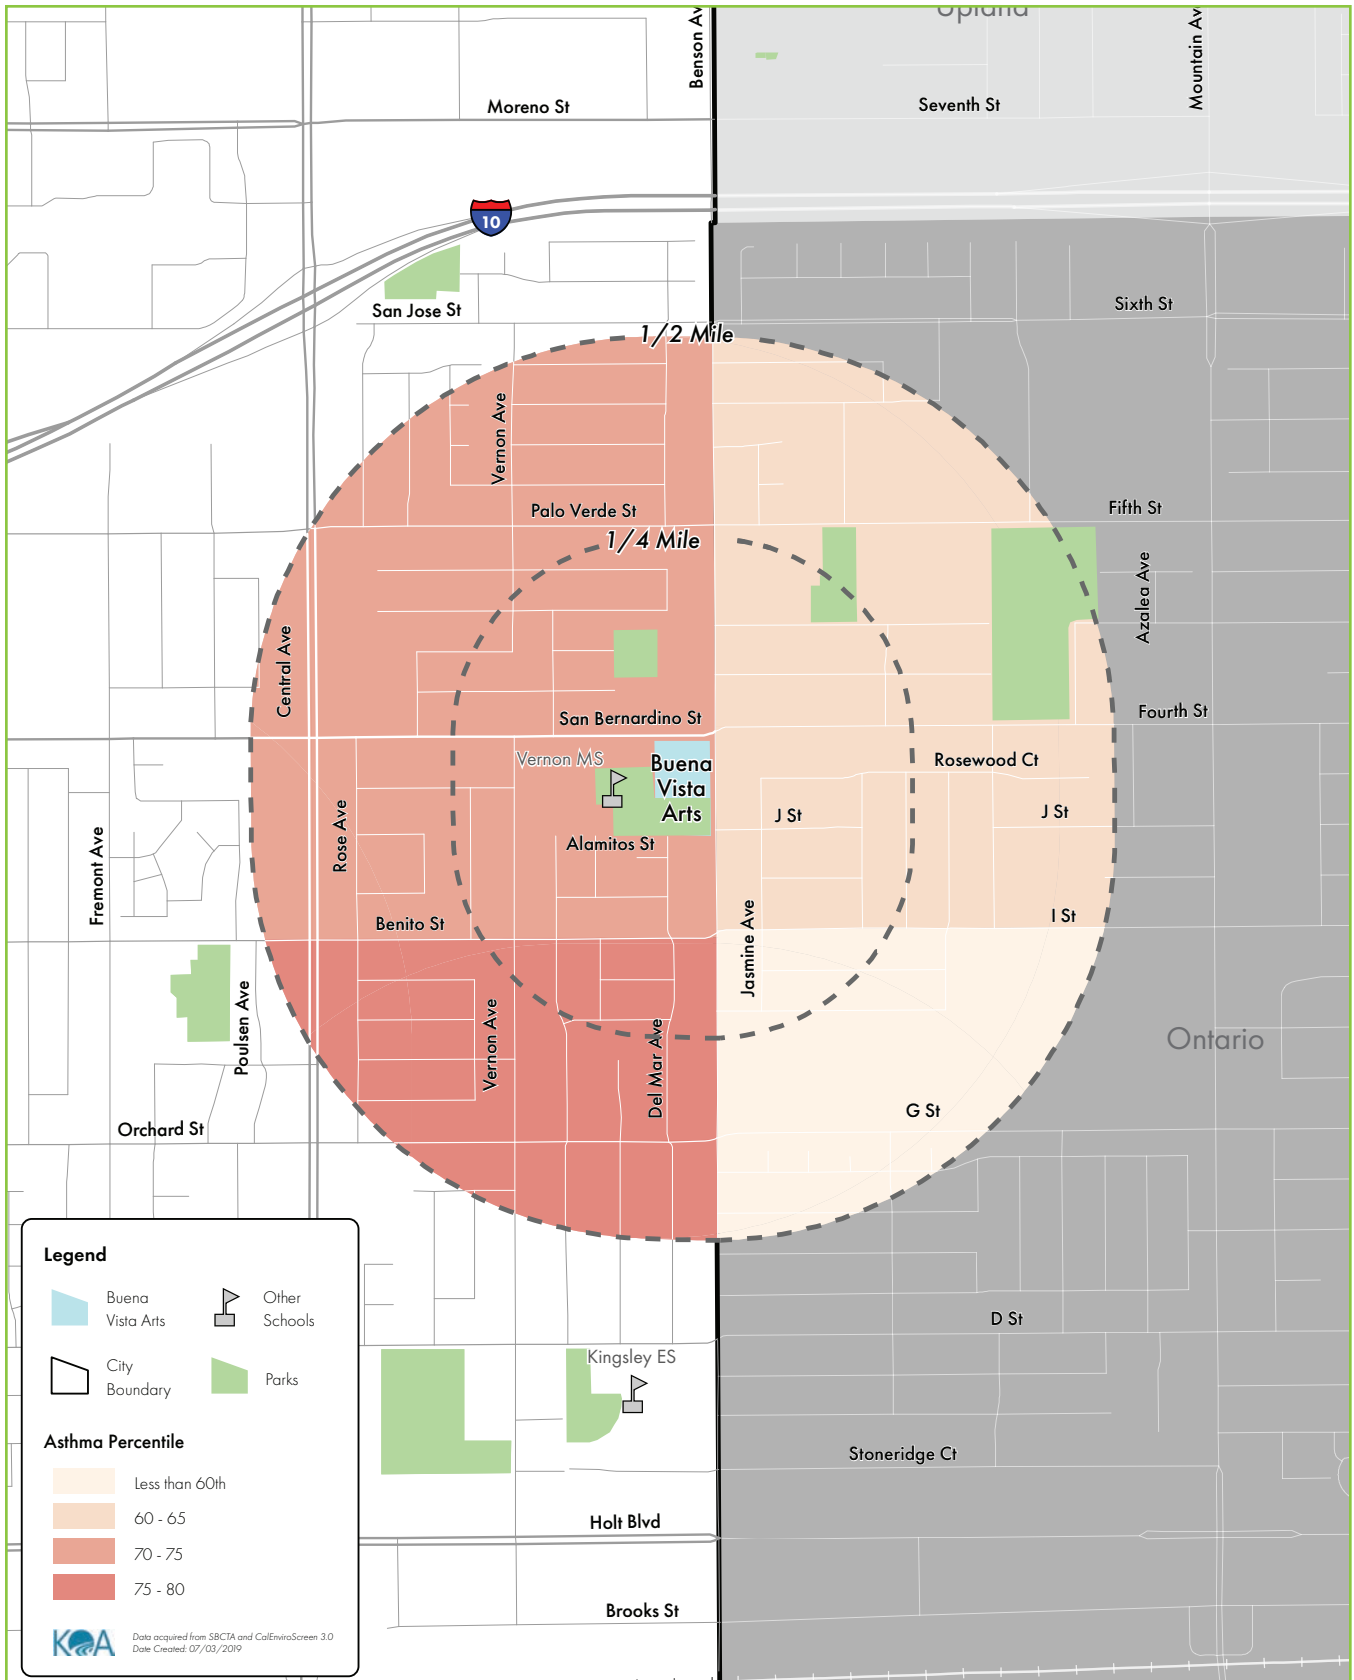 Upland
Benson Av
Mountain Av
Moreno St
Seventh St
10
San Jose St
Sixth St
1/2 Mile
Vernon Ave
Palo Verde St
Fifth St
1/4 Mile
Azalea Ave
Central Ave
San Bernardino St
Fourth St
Vernon MS
Buena
Vista
Arts
Rosewood Ct
J St
J St
Rose Ave
Alamitos St
Fremont Ave
Benito St
I St
Jasmine Ave
Poulsen Ave
Vernon Ave
Del Mar Ave
Ontario
G St
Orchard St
Legend
Buena
Vista Arts
Other
Schools
City
Boundary
Parks
Asthma Percentile
Less than 60th
60 - 65
70 - 75
75 - 80
KOA
Data acquired from SBCTA and CalEnviroScreen 3.0
Date Created: 07/03/2019
D St
Kingsley ES
Stoneridge Ct
Holt Blvd
Brooks St